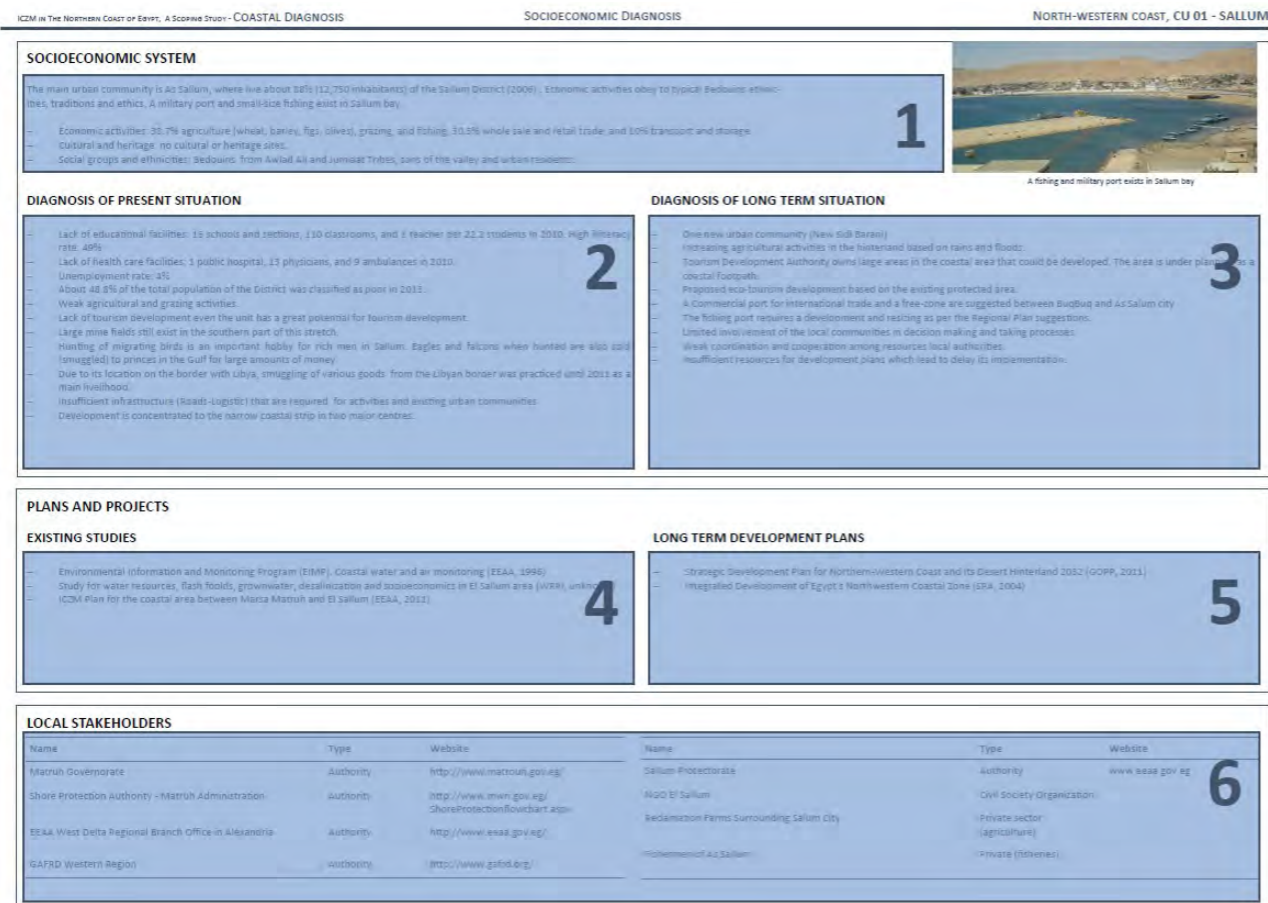 ICZM IN THE NORTHERN COAST OF EGYPT, A SCOPING STUDY - COASTAL DIAGNOSIS
SOCIOECONOMIC DIAGNOSIS
NORTH-WESTERN COAST, CU 01 - SALLUM
SOCIOECONOMIC SYSTEM
The main urban community is As Sallum, where live about 88% (12,750 inhabitants) of the Sallum District (2006). Economic activities obey to typical Bedouins ethnic-
ities, traditions and ethics. A military port and small-size fishing exist in Sallum bay.
– Economic activities: 38.7% agriculture (wheat, barley, figs, olives), grazing, and fishing, 30.5% whole sale and retail trade, and 10% transport and storage.
– Cultural and heritage: no cultural or heritage sites.
– Social groups and ethnicities: Bedouins from Awlad Ali and Tribes, sons of the valley and urban residents.
1
A fishing and military port exists in Sallum bay
DIAGNOSIS OF PRESENT SITUATION
– Lack of educational facilities: schools and sections, 110 classrooms, and 1 teacher per 22.2 students in 2010. High illiteracy
rate: 49%
– Lack of health care facilities: 1 public hospital, 13 physicians, and 9 ambulances in 2010.
– Unemployment rate: 4%
– About 48.8% of the total population of the District was classified as poor in 2011.
– Weak agricultural and grazing activities.
– Lack of tourism development even the unit has a great potential for tourism development.
– Large mine fields still exist in the southern part of this stretch.
– Hunting of migrating birds is an important hobby for rich men in Sallum. Eagles and falcons when hunted are also sold
(smuggled) to princes in the Gulf for large amounts of money.
– Due to its location on the border with Libya, smuggling of various goods from the Libyan border was practiced until 2011 as a
main livelihood.
– Insufficient infrastructure (Roads-Logistic) that are required for activities and existing urban communities
– Development is concentrated to the narrow coastal strip in two major centres.
2
DIAGNOSIS OF LONG TERM SITUATION
– One new urban community (New Sidi Barani)
– Increasing agricultural activities in the hinterland based on rains and floods.
– Tourism Development Authority owns large areas in the coastal area that could be developed. The area is under as a
coastal footpath.
– Proposed eco-tourism development based on the existing protected area.
– A Commercial port for international trade and a free-zone are suggested between BuqBuq and As Sallum city
– The fishing port requires a development and resizing as per the Regional Plan suggestions.
– Limited involvement of the local communities in decision making and taking processes.
– Weak coordination and cooperation among resources local authorities.
– Insufficient resources for development plans which lead to delay its implementation.
3
PLANS AND PROJECTS
EXISTING STUDIES
– Environmental Information and Monitoring Program (EIMP). Coastal water and air monitoring (EEAA, 1998)
– Study for water resources, flash floolds, groundwater, desalinization and socioeconomics in El Sallum area (WRRI,
– ICZM Plan for the coastal area between Marsa Matruh and El Sallum (EEAA, 2011)
4
LONG TERM DEVELOPMENT PLANS
– Strategic Development Plan for Northern-western Coast and its Desert Hinterland 2032 (GOPP, 2011)
– Integrated Development of Egypt's Northwestern Coastal Zone (SPA, 2004)
5
LOCAL STAKEHOLDERS
Name Type Website
Matruh Governorate Authority http://www.matrouh.gov.eg/
Shore Protection Authority - Matruh Administration Authority http://www.mwri.gov.eg/
ShoreProtectionflowchart.aspx
EEAA West Delta Regional Branch Office in Alexandria Authority http://www.eeaa.gov.eg/
GAFRD Western Region Authority http://www.gafrd.org/
Name Type Website
Sallum Protectorate Authority www.eeaa.gov.eg
NGO El Sallum Civil Society Organization
Reclamation Farms Surrounding Salum City Private sector
(agriculture)
Fishermen of As Sallum Private (fisheries)
6